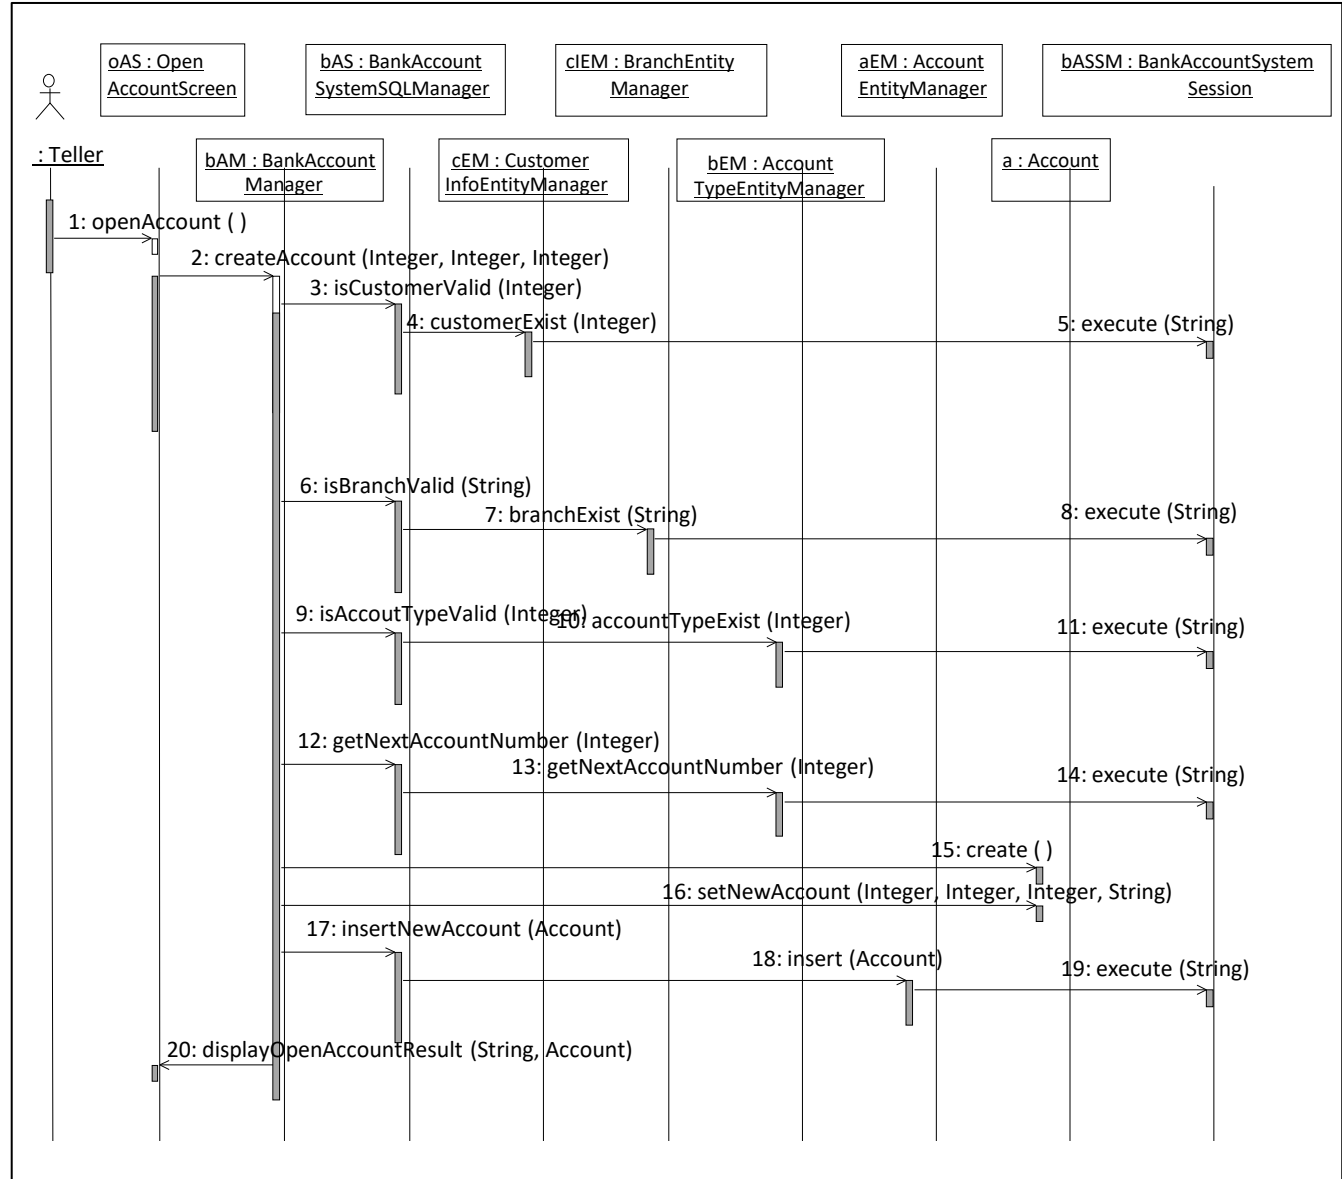 oAS : Open
AccountScreen
bAS : BankAccount
SystemSQLManager
cIEM : BranchEntity
Manager
aEM : Account
EntityManager
bASSM : BankAccountSystem
Session
: Teller
bAM : BankAccount
Manager
cEM : Customer
InfoEntityManager
bEM : Account
TypeEntityManager
a : Account
1: openAccount ( )
2: createAccount (Integer, Integer, Integer)
3: isCustomerValid (Integer)
4: customerExist (Integer)
5: execute (String)
6: isBranchValid (String)
7: branchExist (String)
8: execute (String)
9: isAccoutTypeValid (Integer)
10: accountTypeExist (Integer)
11: execute (String)
12: getNextAccountNumber (Integer)
13: getNextAccountNumber (Integer)
14: execute (String)
15: create ( )
16: setNewAccount (Integer, Integer, Integer, String)
17: insertNewAccount (Account)
18: insert (Account)
19: execute (String)
20: displayOpenAccountResult (String, Account)